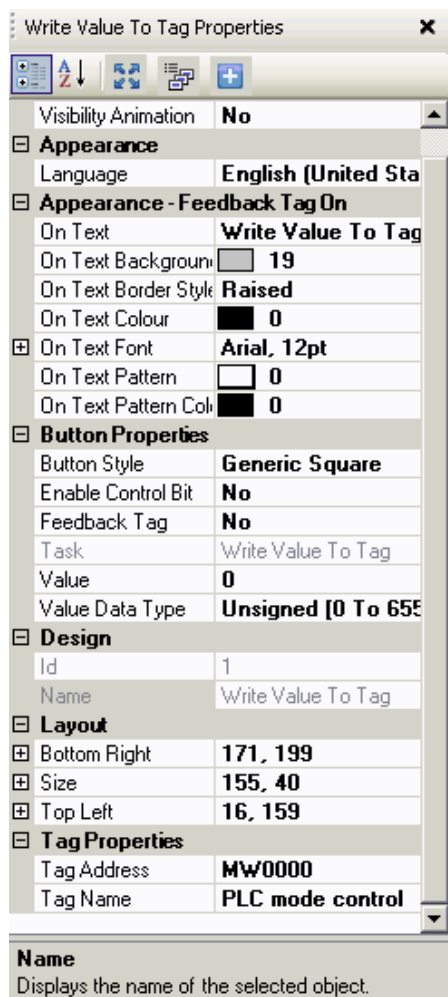 Write Value To Tag Properties
Visibility Animation No
Appearance
Language English (United Sta
Appearance - Feedback Tag On
On Text Write Value To Tag
On Text Backgroun 19
On Text Border Style Raised
On Text Colour 0
On Text Font Arial, 12pt
On Text Pattern 0
On Text Pattern Col 0
Button Properties
Button Style Generic Square
Enable Control Bit No
Feedback Tag No
Task Write Value To Tag
Value 0
Value Data Type Unsigned [0 To 655
Design
Id 1
Name Write Value To Tag
Layout
Bottom Right 171, 199
Size 155, 40
Top Left 16, 159
Tag Properties
Tag Address MW0000
Tag Name PLC mode control
Name
Displays the name of the selected object.